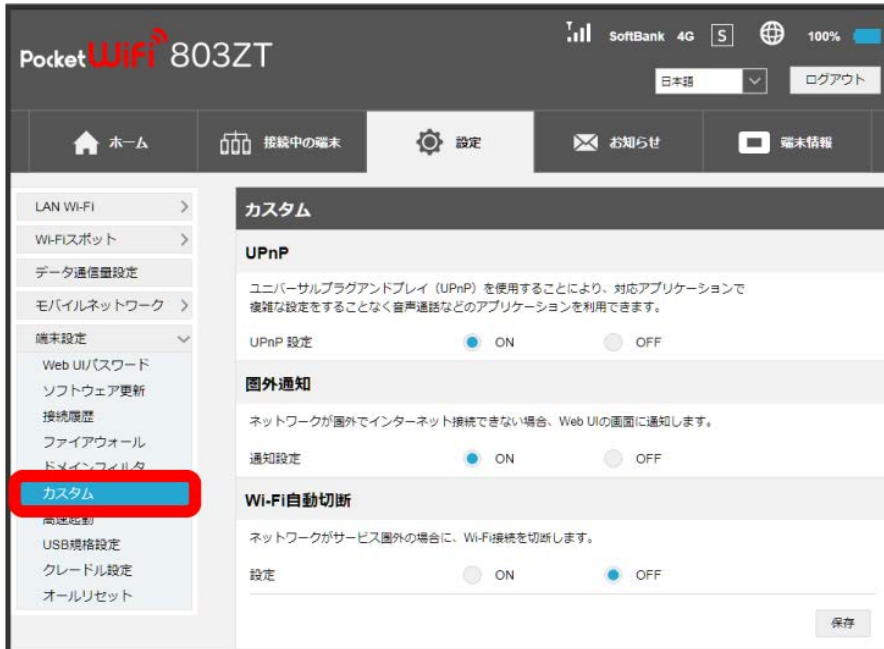 Pocket WiFi 803ZT
SoftBank 4G S 100%
日本語 ログアウト
ホーム 接続中の端末 設定 お知らせ 端末情報
LAN Wi-Fi
Wi-Fiスポット
データ通信量設定
モバイルネットワーク
端末設定
Web UIパスワード
ソフトウェア更新
接続履歴
ファイアウォール
ドメインフィルタ
カスタム
高速起動
USB規格設定
クレードル設定
オールリセット
カスタム
UPnP
ユニバーサルプラグアンドプレイ（UPnP）を使用することにより、対応アプリケーションで
複雑な設定をすることなく音声通話などのアプリケーションを利用できます。
UPnP 設定 ON OFF
圏外通知
ネットワークが圏外でインターネット接続できない場合、Web UIの画面に通知します。
通知設定 ON OFF
Wi-Fi自動切断
ネットワークがサービス圏外の場合に、Wi-Fi接続を切断します。
設定 ON OFF
保存